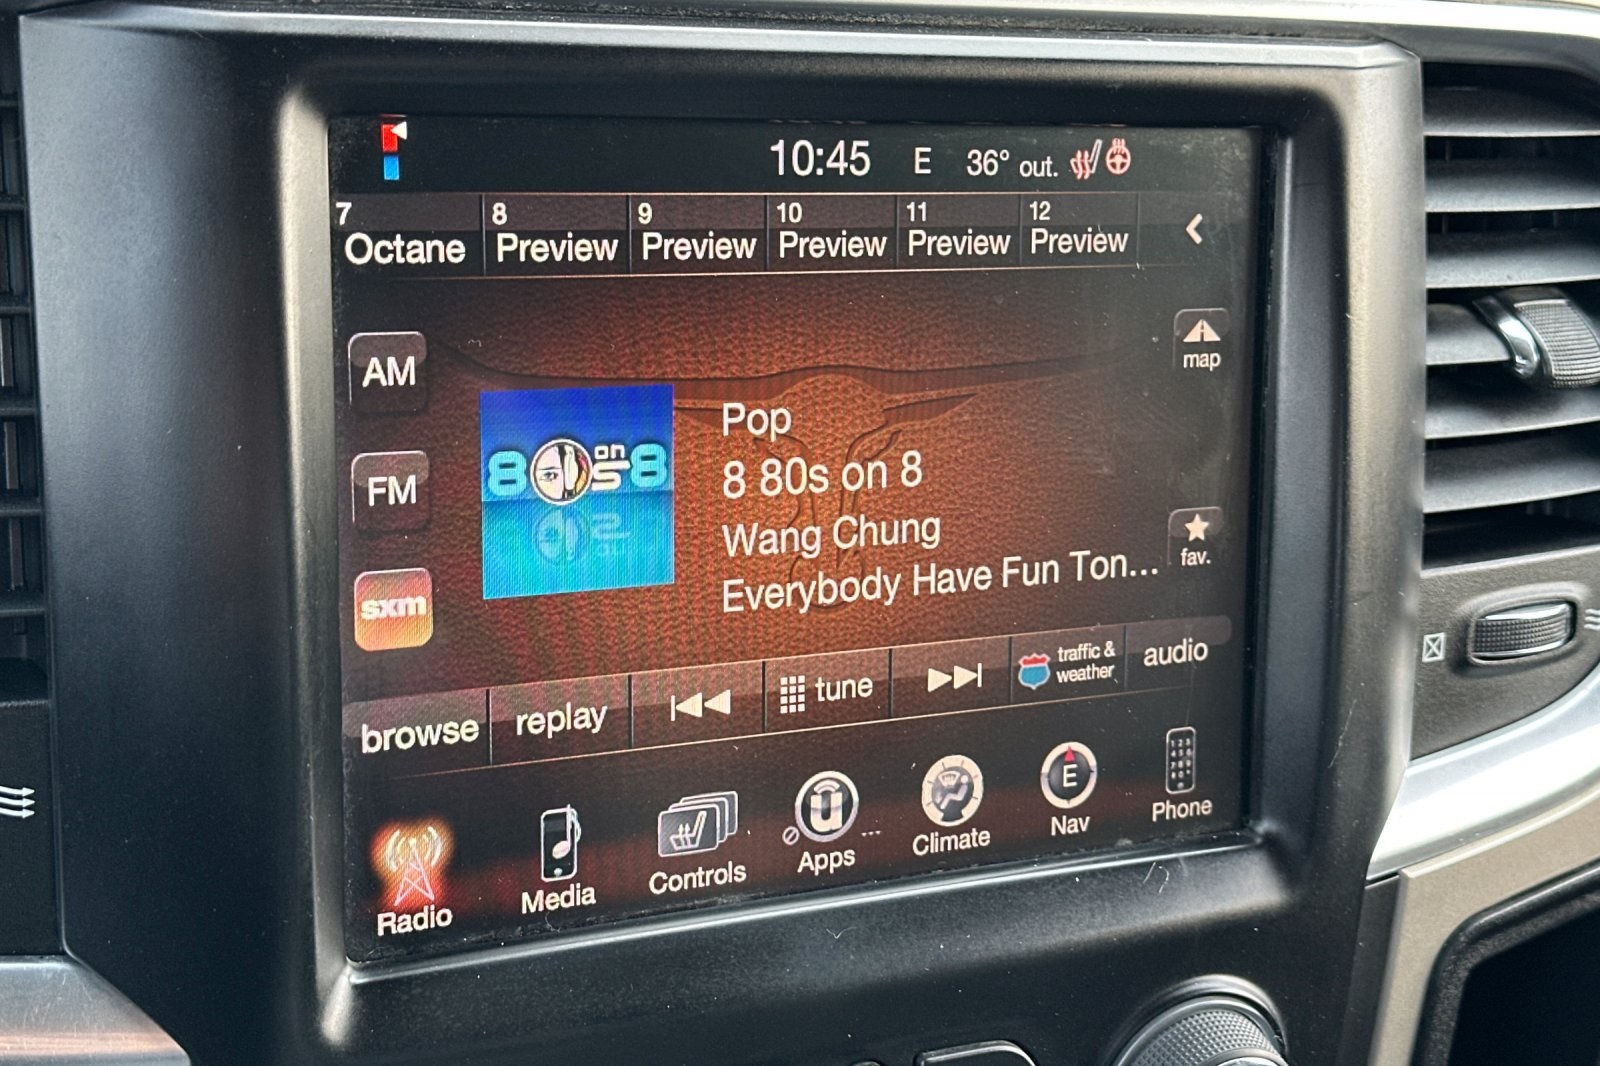 10:45 E 36° out.
7 8 9 10 11 12
Octane Preview Preview Preview Preview Preview
AM
map
80s on 8
Pop
8 80s on 8
FM
Wang Chung
fav.
Everybody Have Fun Ton...
sxm
browse replay tune traffic & weather audio
E
Radio Media Controls Apps ... Climate Nav Phone